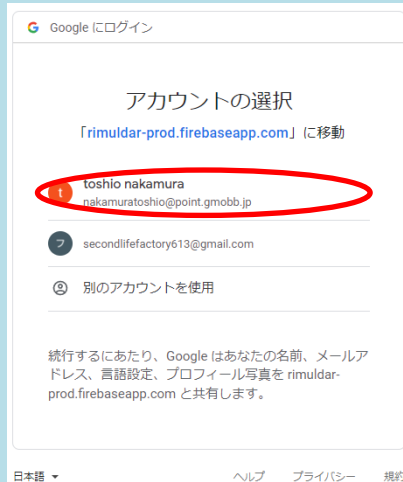 G Google にログイン
アカウントの選択
「rimuldar-prod.firebaseapp.com」に移動
t toshio nakamura
nakamuratoshio@point.gmobb.jp
フ secondlifefactory613@gmail.com
別のアカウントを使用
続行するにあたり、Google はあなたの名前、メールア
ドレス、言語設定、プロフィール写真を rimuldar-
prod.firebaseapp.com と共有します。
日本語 ヘルプ プライバシー 規約